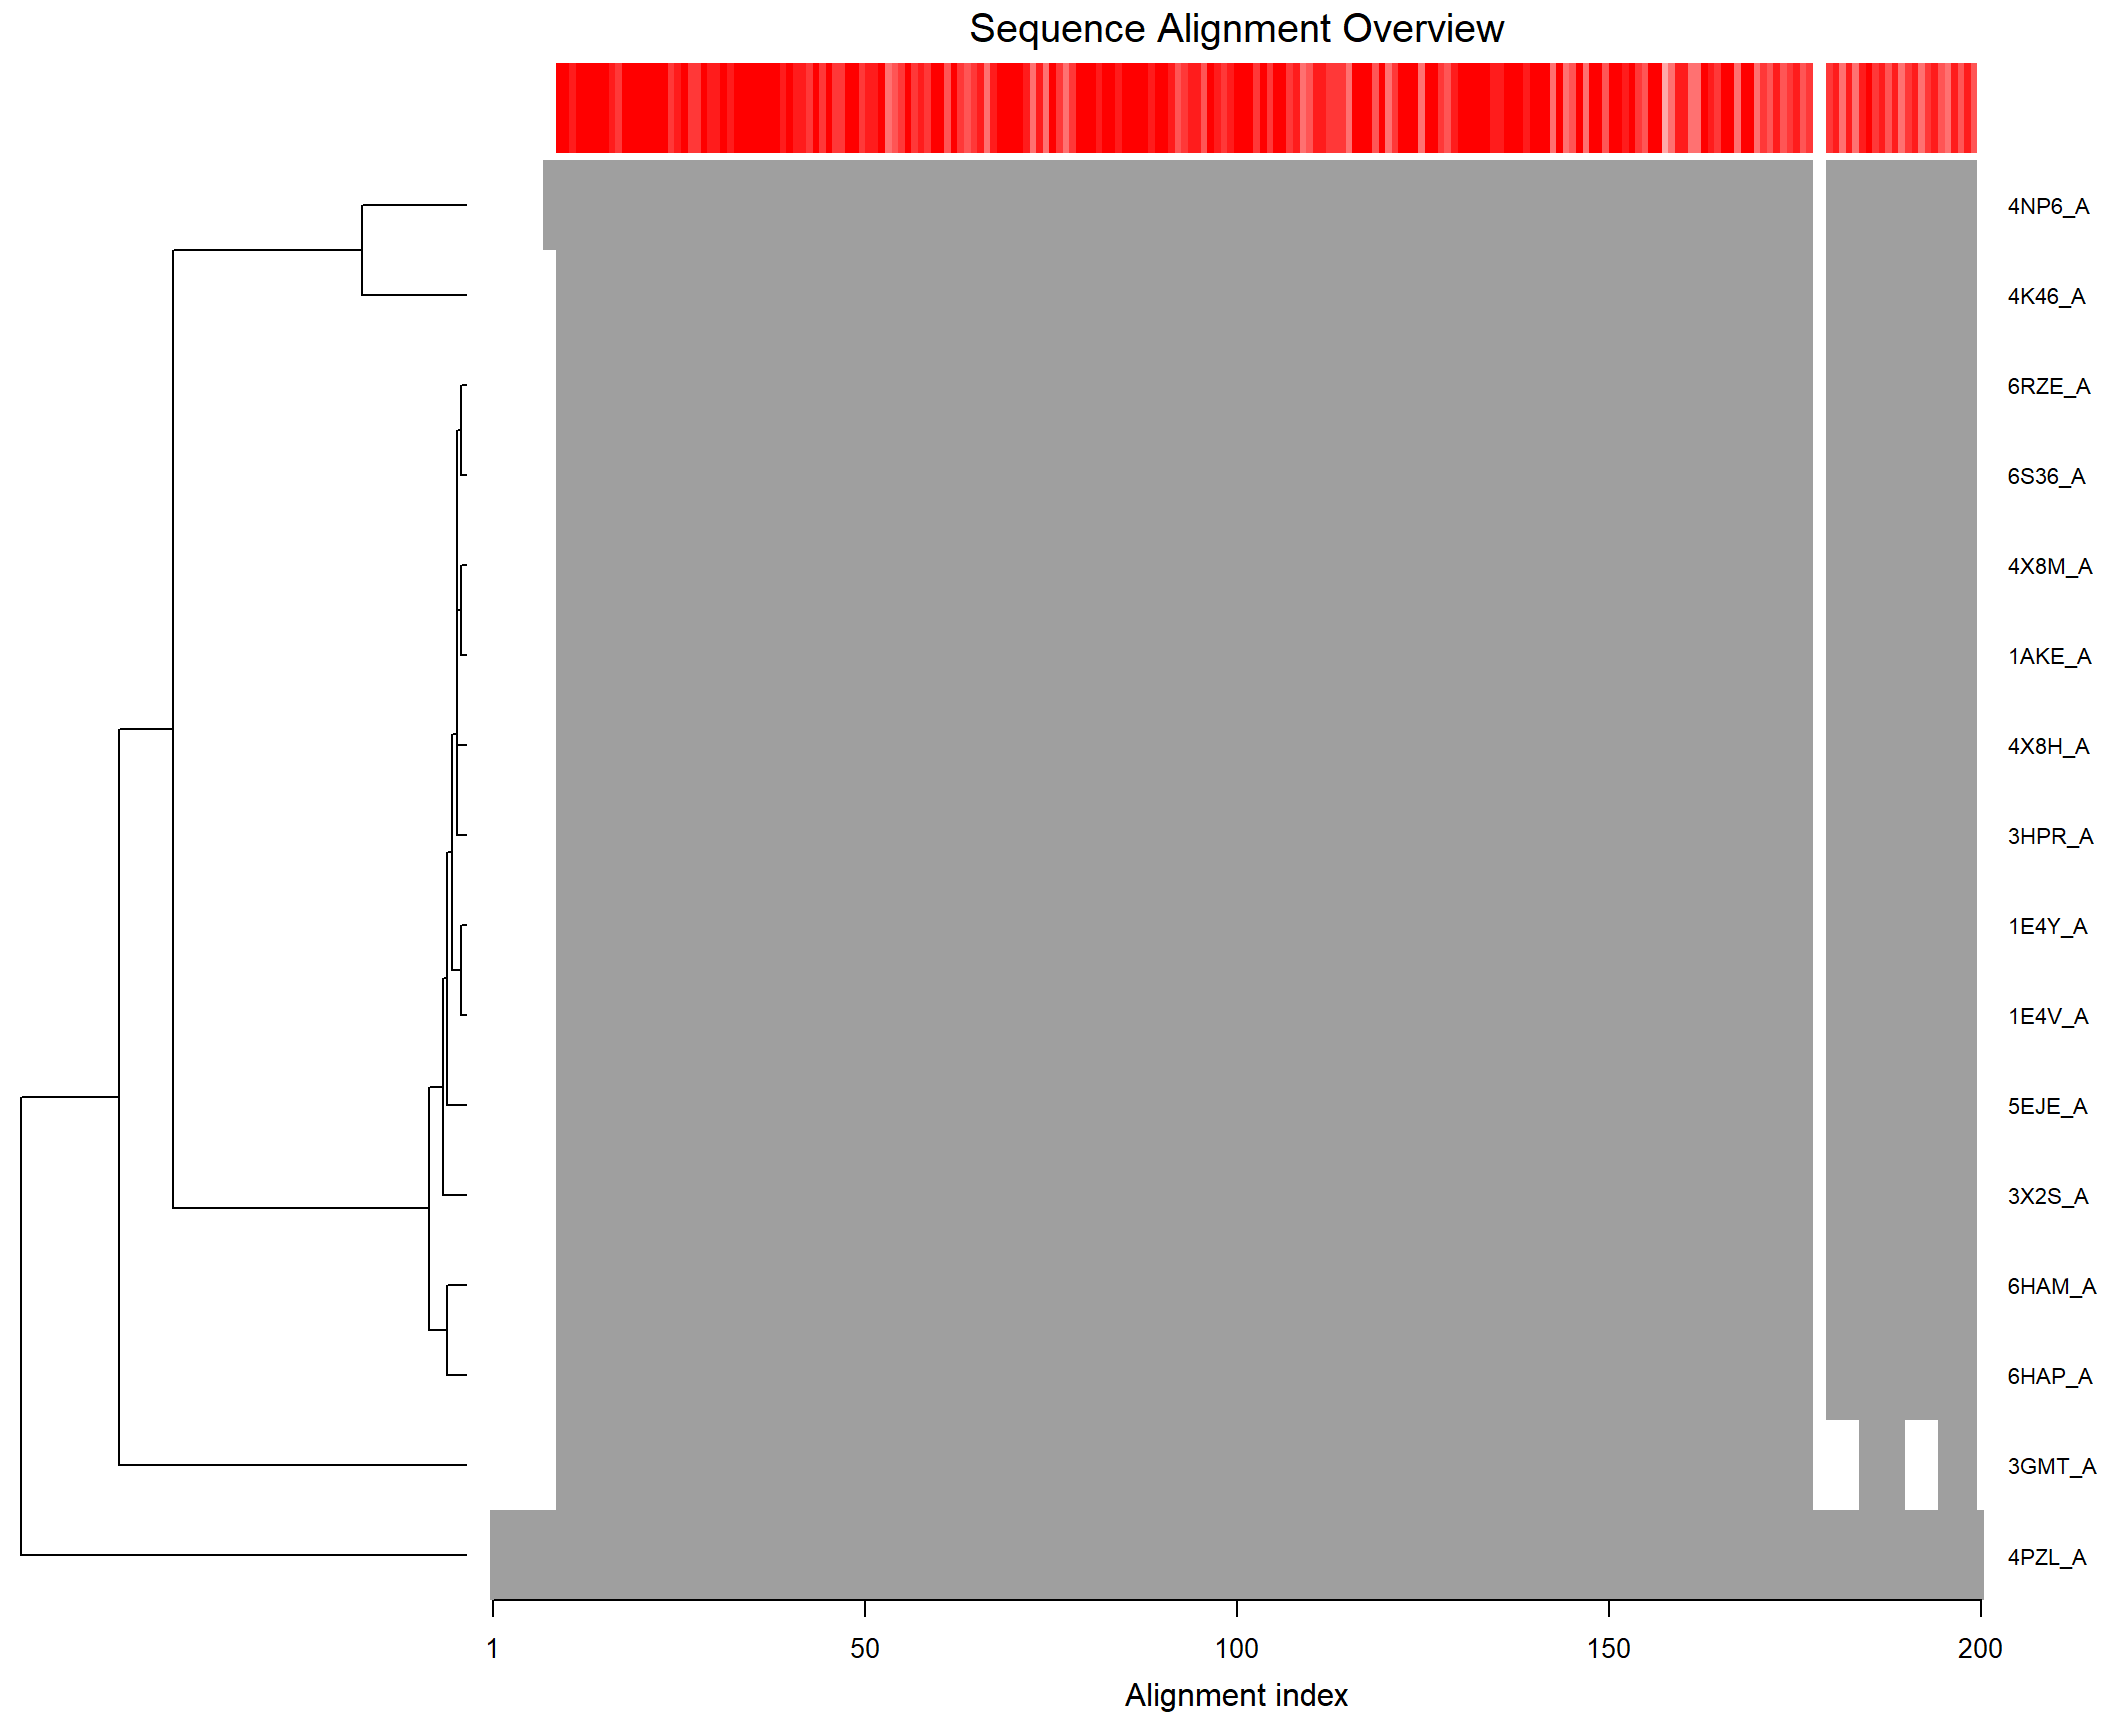 Sequence Alignment Overview
4NP6_A
4K46_A
6RZE_A
6S36_A
4X8M_A
1AKE_A
4X8H_A
3HPR_A
1E4Y_A
1E4V_A
5EJE_A
3X2S_A
6HAM_A
6HAP_A
3GMT_A
4PZL_A
1 50 100 150 200
Alignment index